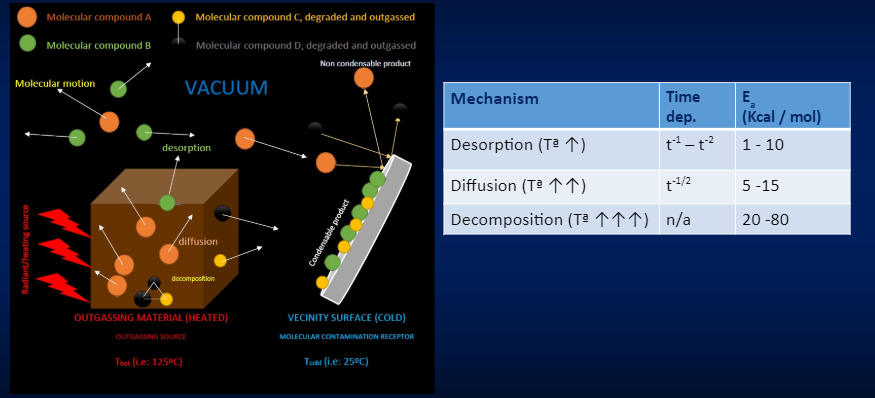 Molecular compound A
Molecular compound C, degraded and outgassed
Molecular compound B
Molecular compound D, degraded and outgassed
Non condensable product
Molecular motion
VACUUM
desorption
Radiant/heating source
diffusion
decomposition
Condensable product
OUTGASSING MATERIAL (HEATED)
VECINITY SURFACE (COLD)
OUTGASSING SOURCE
MOLECULAR CONTAMINATION RECEPTOR
Thot (i.e: 125ºC)
Tcold (i.e: 25ºC)
Mechanism
Time dep.
Ea (Kcal / mol)
Desorption (Tª ↑)
t⁻¹ – t⁻²
1 - 10
Diffusion (Tª ↑↑)
t⁻¹ᐟ²
5 -15
Decomposition (Tª ↑↑↑)
n/a
20 -80